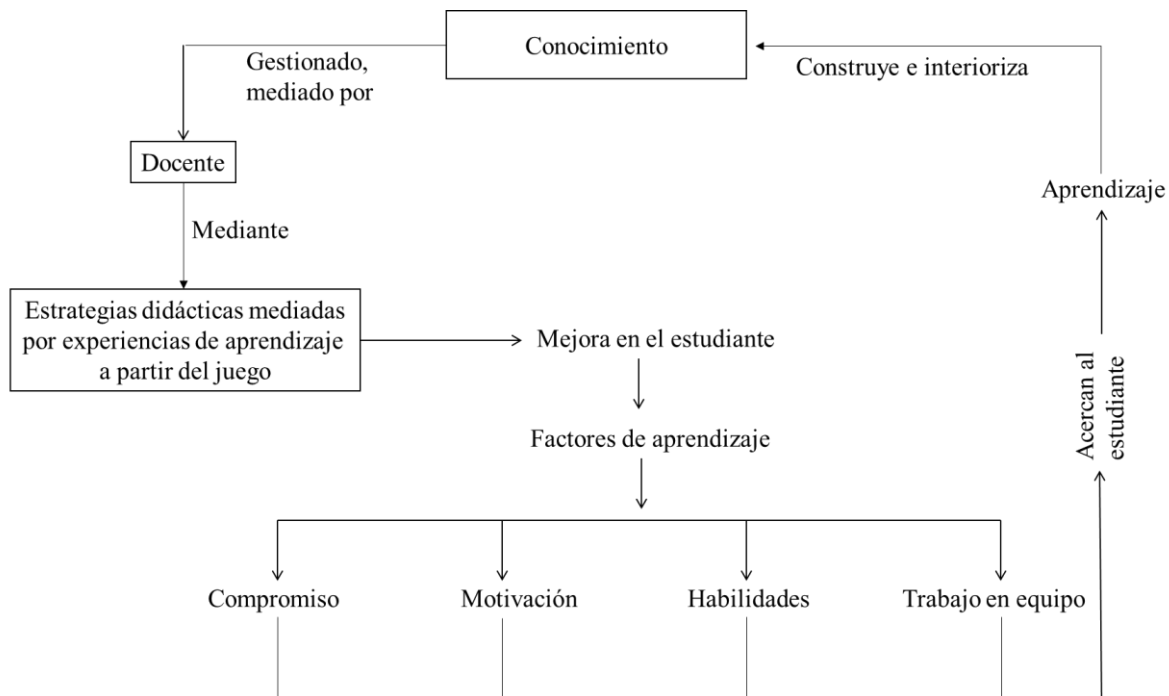 Conocimiento
Gestionado,
mediado por
Construye e interioriza
Docente
Aprendizaje
Mediante
Estrategias didácticas mediadas
por experiencias de aprendizaje
a partir del juego
Mejora en el estudiante
Acercan al
estudiante
Factores de aprendizaje
Compromiso
Motivación
Habilidades
Trabajo en equipo